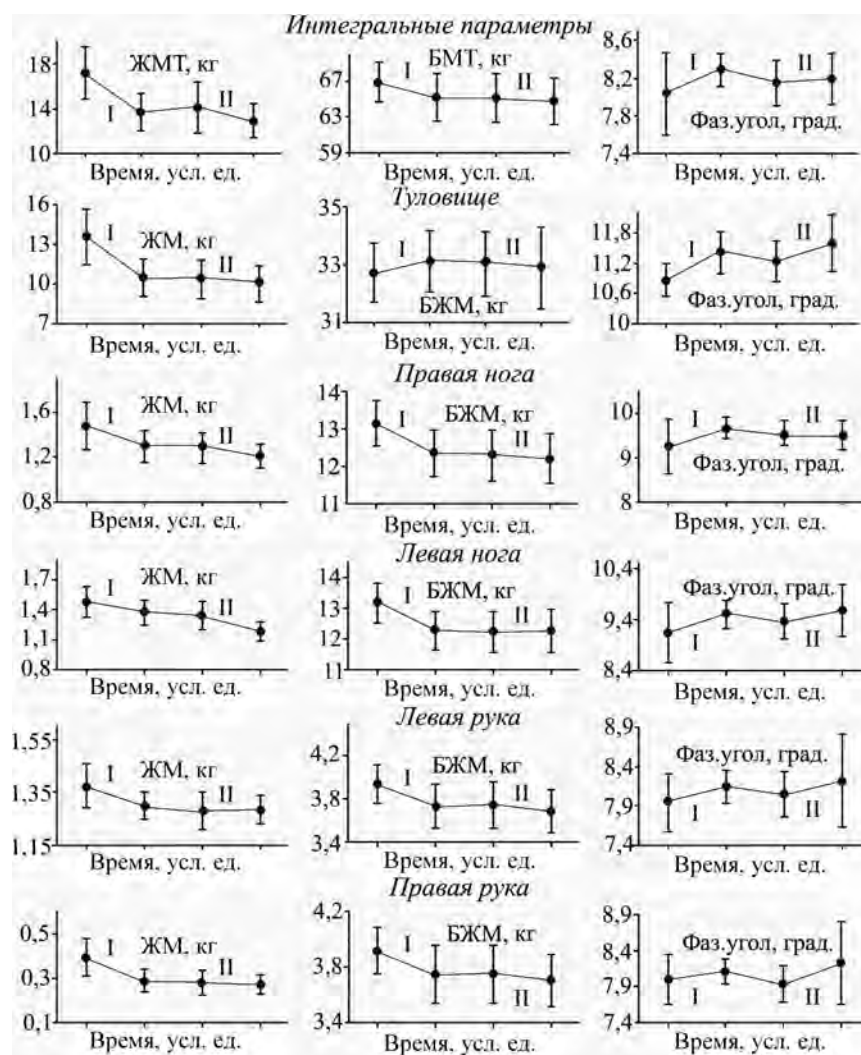 Интегральные параметры
18
14
10
ЖМТ, кг
I
II
Время, усл. ед.
67
63
59
БМТ, кг
I
II
Время, усл. ед.
8,6
8,2
7,8
7,4
I
II
Фаз.угол, град.
Время, усл. ед.
Туловище
16
13
10
7
I
ЖМ, кг
II
Время, усл. ед.
35
33
31
I
II
БЖМ, кг
Время, усл. ед.
11,8
11,2
10,6
10
I
II
Фаз.угол, град.
Время, усл. ед.
Правая нога
1,6
1,2
0,8
I
ЖМ, кг
II
Время, усл. ед.
14
13
12
11
I
БЖМ, кг
II
Время, усл. ед.
10
9
8
I
II
Фаз.угол, град.
Время, усл. ед.
Левая нога
1,7
1,4
1,1
0,8
I
ЖМ, кг
II
Время, усл. ед.
14
13
12
11
I
БЖМ, кг
II
Время, усл. ед.
10,4
9,4
8,4
Фаз.угол, град.
I
II
Время, усл. ед.
Левая рука
1,55
1,35
1,15
I
ЖМ, кг
II
Время, усл. ед.
4,2
3,8
3,4
I
БЖМ, кг
II
Время, усл. ед.
8,9
8,4
7,9
7,4
Фаз.угол, град.
I
II
Время, усл. ед.
Правая рука
0,5
0,3
0,1
I
ЖМ, кг
II
Время, усл. ед.
4,2
3,8
3,4
I
БЖМ, кг
II
Время, усл. ед.
8,9
8,4
7,9
7,4
Фаз.угол, град.
I
II
Время, усл. ед.